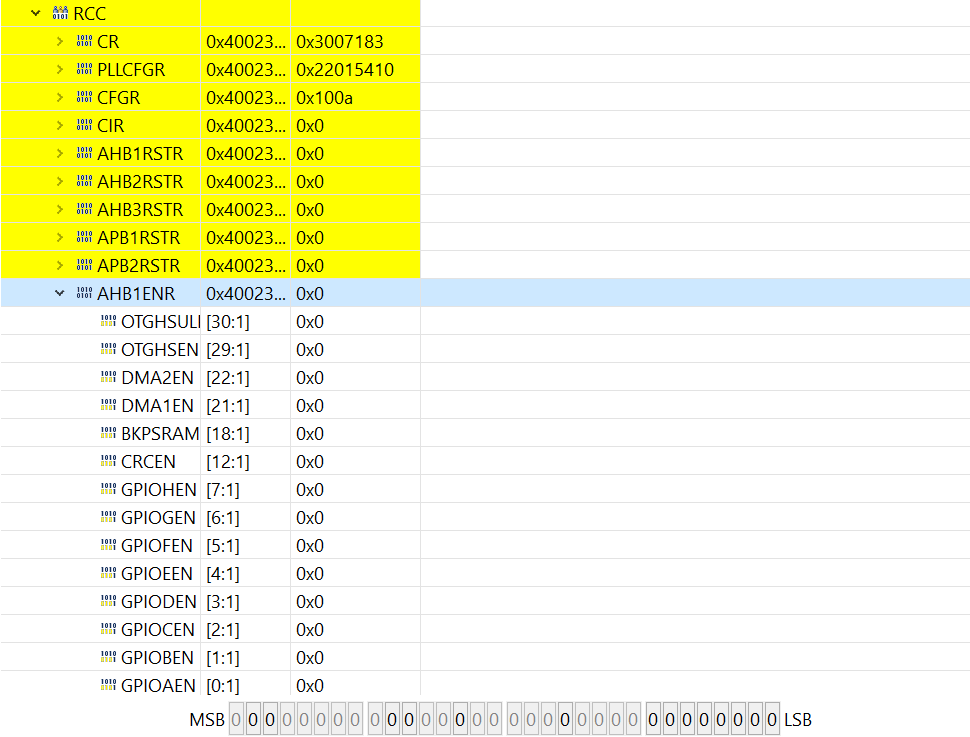 RCC
CR 0x40023... 0x3007183
PLLCFGR 0x40023... 0x22015410
CFGR 0x40023... 0x100a
CIR 0x40023... 0x0
AHB1RSTR 0x40023... 0x0
AHB2RSTR 0x40023... 0x0
AHB3RSTR 0x40023... 0x0
APB1RSTR 0x40023... 0x0
APB2RSTR 0x40023... 0x0
AHB1ENR 0x40023... 0x0
OTGHSULI [30:1] 0x0
OTGHSEN [29:1] 0x0
DMA2EN [22:1] 0x0
DMA1EN [21:1] 0x0
BKPSRAM [18:1] 0x0
CRCEN [12:1] 0x0
GPIOHEN [7:1] 0x0
GPIOGEN [6:1] 0x0
GPIOFEN [5:1] 0x0
GPIOEEN [4:1] 0x0
GPIODEN [3:1] 0x0
GPIOCEN [2:1] 0x0
GPIOBEN [1:1] 0x0
GPIOAEN [0:1] 0x0
MSB 0 0 0 0 0 0 0 0 0 0 0 0 0 0 0 0 0 0 0 0 0 0 0 0 0 0 0 0 0 0 0 0 LSB